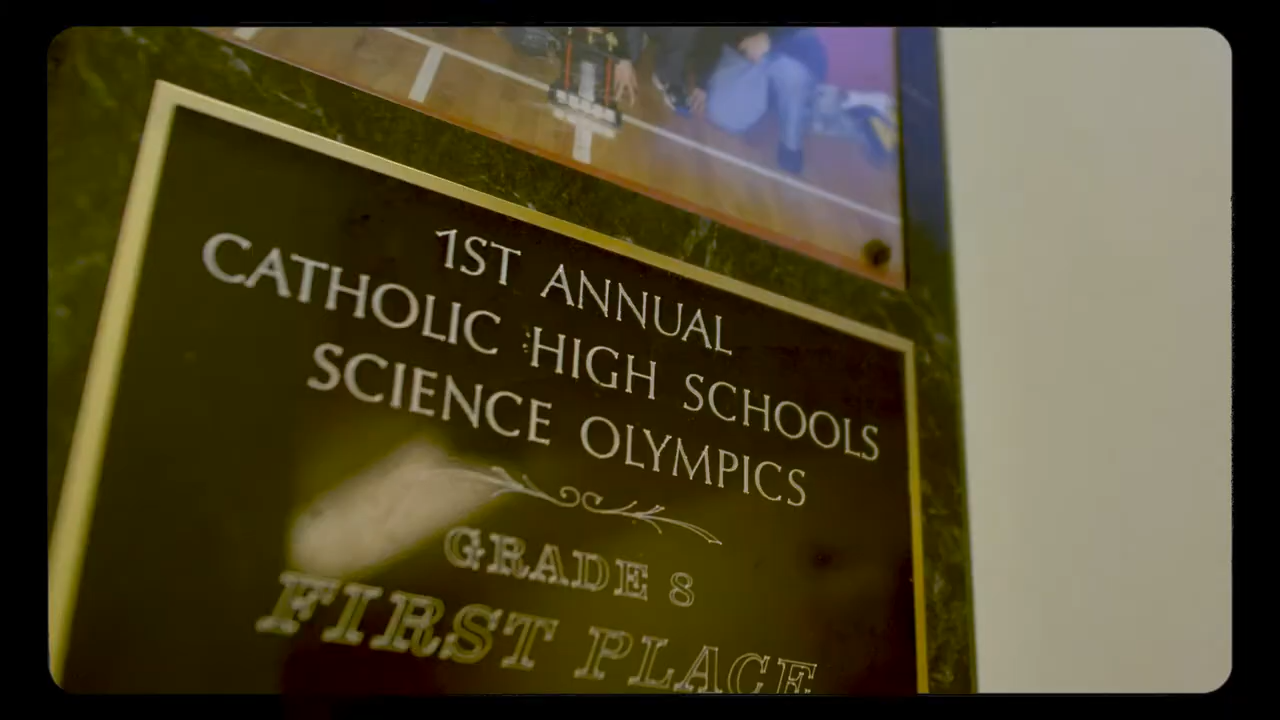 1ST ANNUAL
CATHOLIC HIGH SCHOOLS
SCIENCE OLYMPICS
GRADE 8
FIRST PLACE